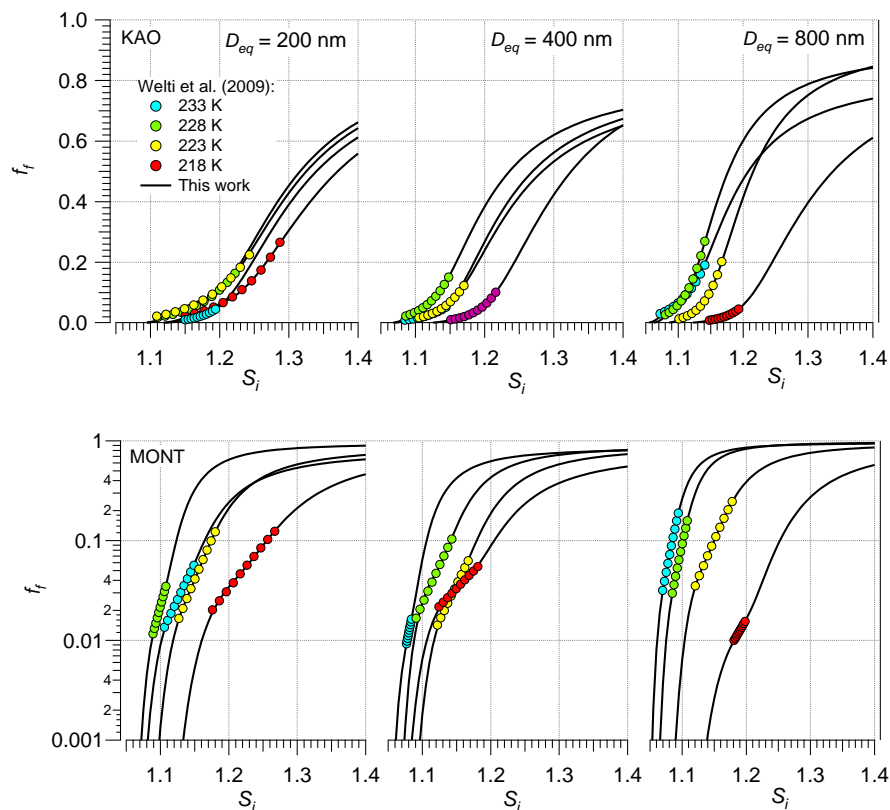 KAO
D_eq = 200 nm
D_eq = 400 nm
D_eq = 800 nm
Welti et al. (2009):
233 K
228 K
223 K
218 K
This work
f_f
1.0
0.8
0.6
0.4
0.2
0.0
1.1 1.2 1.3 1.4
1.1 1.2 1.3 1.4
1.1 1.2 1.3 1.4
S_i
S_i
S_i
MONT
f_f
1
4
2
0.1
4
2
0.01
4
2
0.001
1.1 1.2 1.3 1.4
1.1 1.2 1.3 1.4
1.1 1.2 1.3 1.4
S_i
S_i
S_i